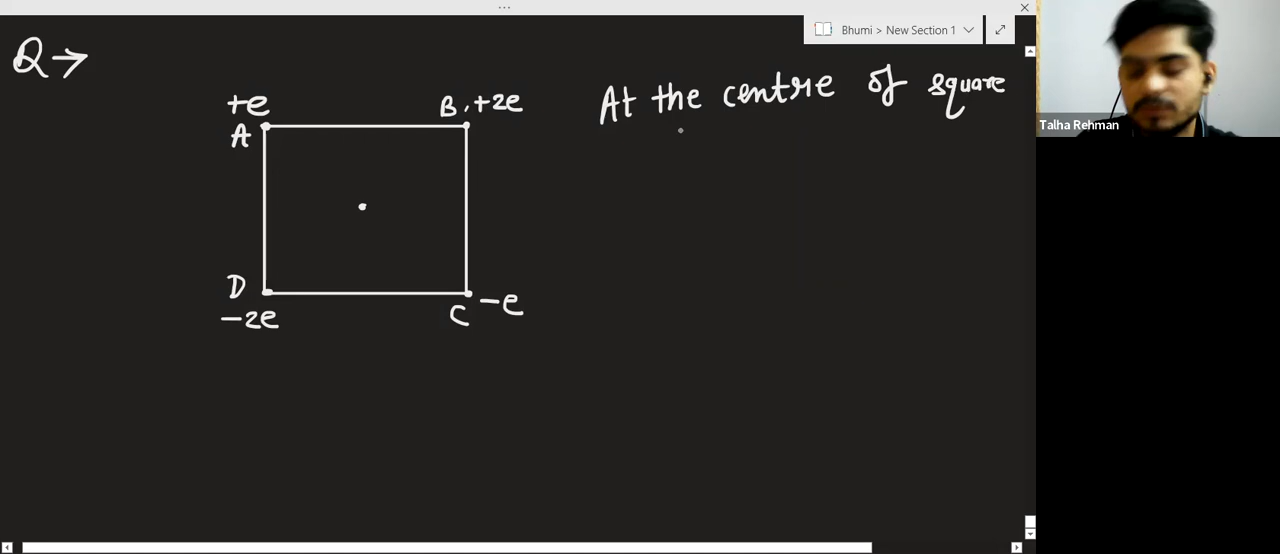 Bhumi > New Section 1
Q →
+e
B +2e
At the centre of square
A
Talha Rehman
D
-2e
C -e